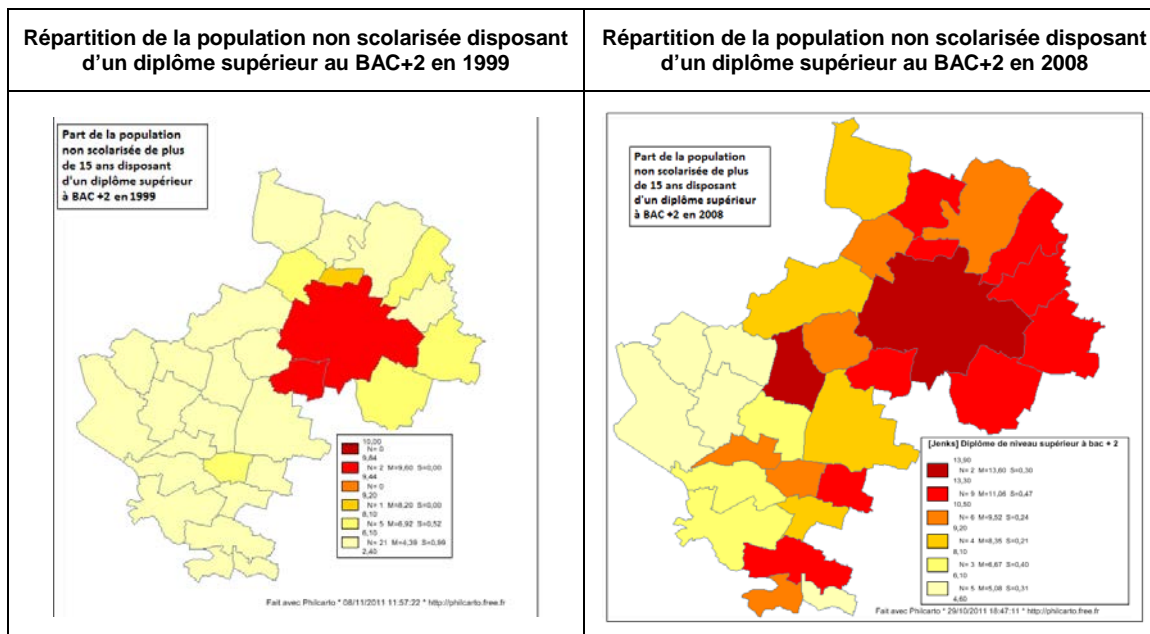 Répartition de la population non scolarisée disposant
d'un diplôme supérieur au BAC+2 en 1999
Répartition de la population non scolarisée disposant
d'un diplôme supérieur au BAC+2 en 2008
Part de la population
non scolarisée de plus
de 15 ans disposant
d'un diplôme supérieur
à BAC +2 en 1999
10,00
N= 0
9,84
N= 2 M=9,60 S=0,00
9,44
N= 0
8,20
N= 1 M=8,20 S=0,00
8,10
N= 5 M=6,92 S=0,52
6,10
N= 21 M=4,39 S=0,99
2,40
Fait avec Philcarto * 08/11/2011 11:57:22 * http://philcarto.free.fr
Part de la population
non scolarisée de plus
de 15 ans disposant
d'un diplôme supérieur
à BAC +2 en 2008
[Jenks] Diplôme de niveau supérieur à bac + 2
13,90
N= 2 M=13,60 S=0,30
13,30
N= 9 M=11,06 S=0,47
10,50
N= 6 M=9,52 S=0,24
9,20
N= 4 M=8,35 S=0,21
8,10
N= 3 M=6,67 S=0,40
6,10
N= 5 M=5,08 S=0,31
4,60
Fait avec Philcarto * 29/10/2011 18:47:11 * http://philcarto.free.fr